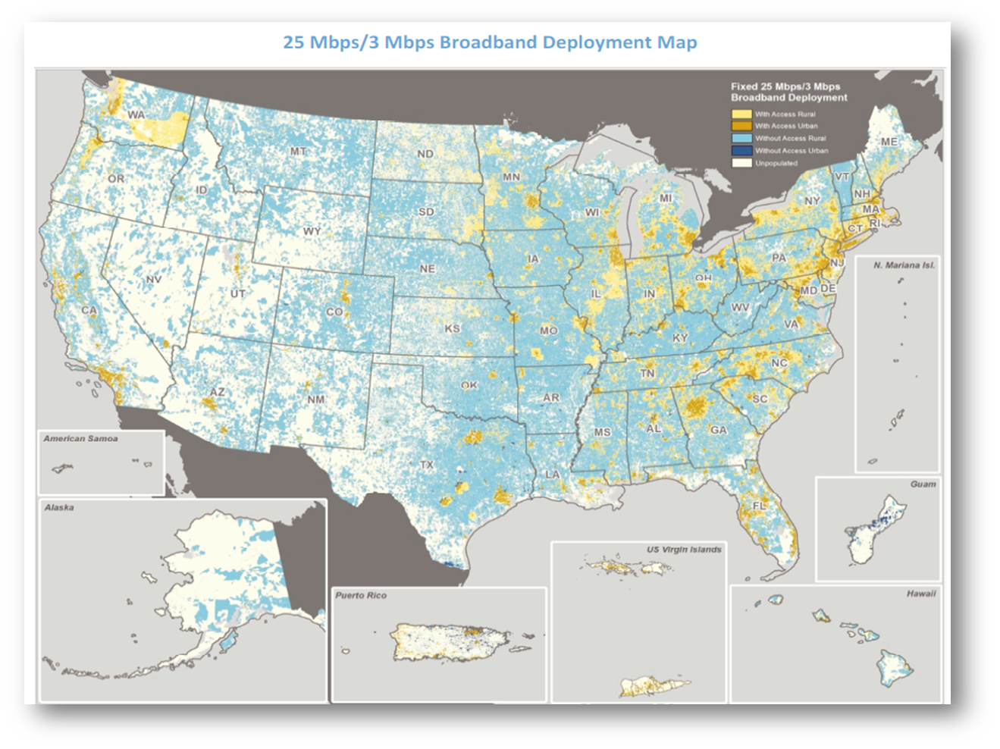 25 Mbps/3 Mbps Broadband Deployment Map
Fixed 25 Mbps/3 Mbps
Broadband Deployment
With Access Rural
With Access Urban
Without Access Rural
Without Access Urban
Unpopulated
WA
MT
ND
MN
ME
OR
ID
WY
SD
WI
MI
NY
VT
NH
MA
RI
CT
NV
UT
CO
NE
IA
IL
IN
OH
PA
NJ
CA
KS
MO
KY
WV
MD
DE
VA
AZ
NM
OK
AR
TN
NC
SC
TX
LA
MS
AL
GA
FL
N. Mariana Isl.
American Samoa
Guam
Alaska
US Virgin Islands
Puerto Rico
Hawaii